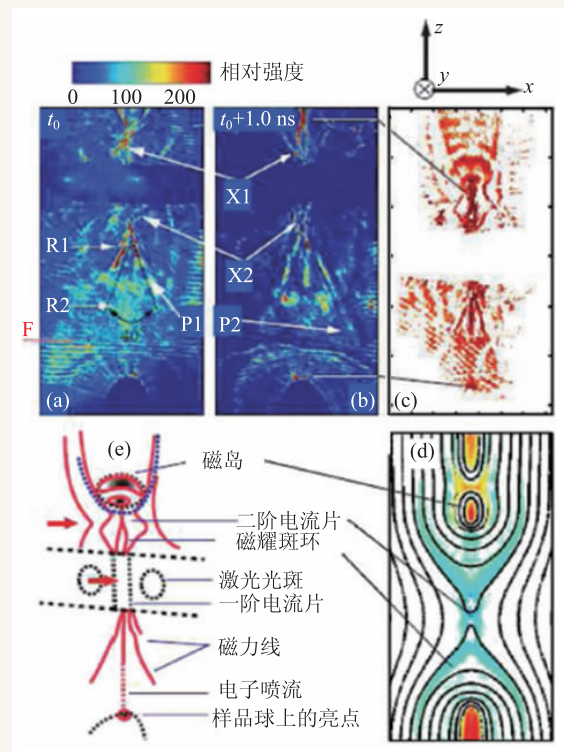 z
y
x
相对强度
0 100 200
t0
t0+1.0 ns
X1
R1
X2
R2
P1
P2
F
(a)
(b)
(c)
(e)
(d)
磁岛
二阶电流片
磁耀斑环
激光光斑
一阶电流片
磁力线
电子喷流
样品球上的亮点